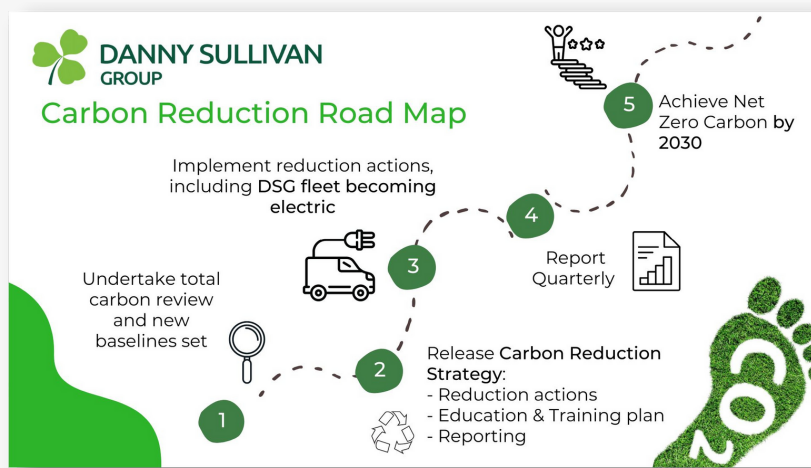 DANNY SULLIVAN
GROUP
Carbon Reduction Road Map
1
Undertake total
carbon review
and new
baselines set
2
Release Carbon Reduction
Strategy:
- Reduction actions
- Education & Training plan
- Reporting
3
Implement reduction actions,
including DSG fleet becoming
electric
4
Report
Quarterly
5
Achieve Net
Zero Carbon by
2030
CO2